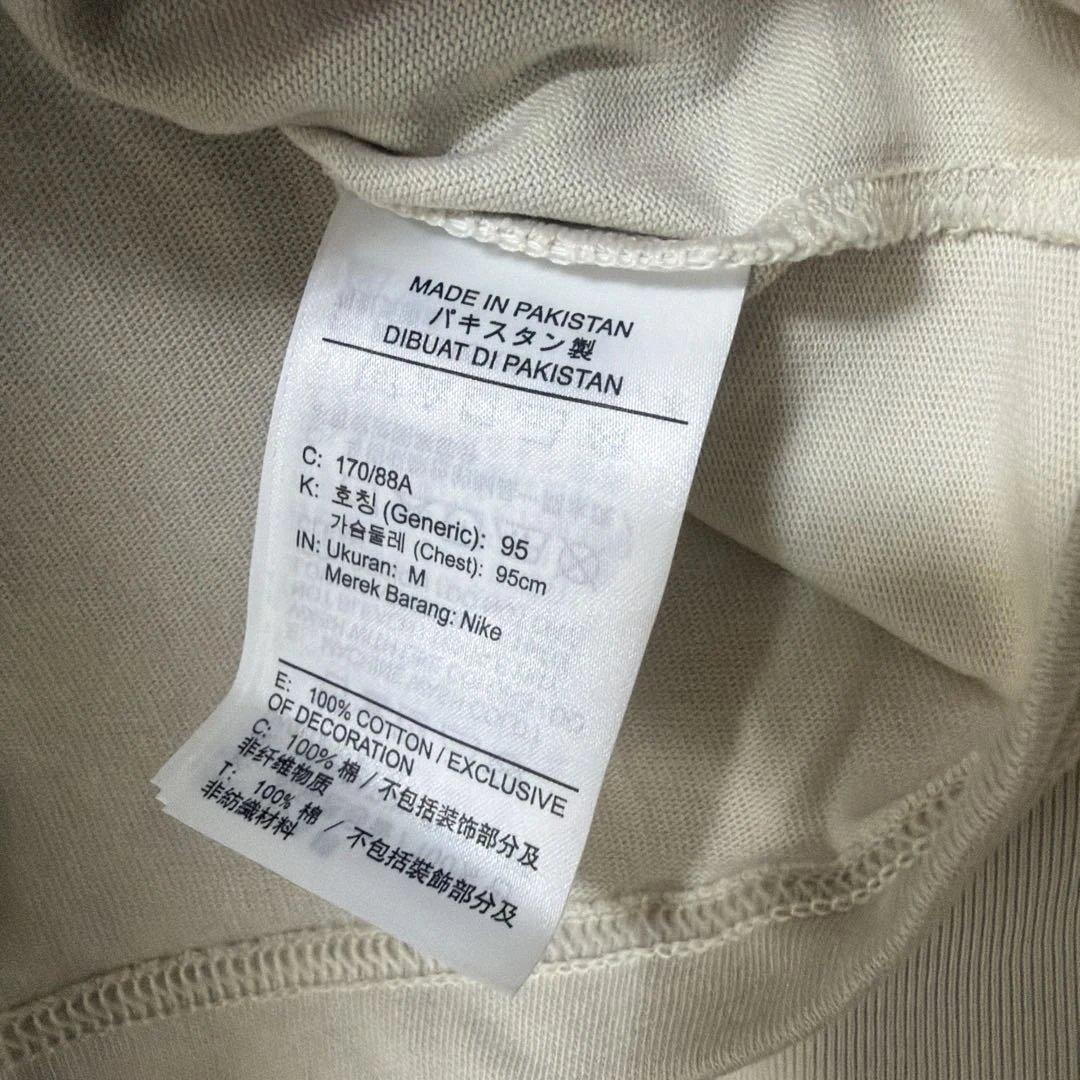 MADE IN PAKISTAN
パキスタン製
DIBUAT DI PAKISTAN
C: 170/88A
K: 호칭 (Generic): 95
가슴둘레 (Chest): 95cm
IN: Ukuran: M
Merek Barang: Nike
E: 100% COTTON / EXCLUSIVE
OF DECORATION
C: 100% 棉 / 不包括装饰部分及
非纤维物质
T: 100% 棉 / 不包括裝飾部分及
非紡織材料